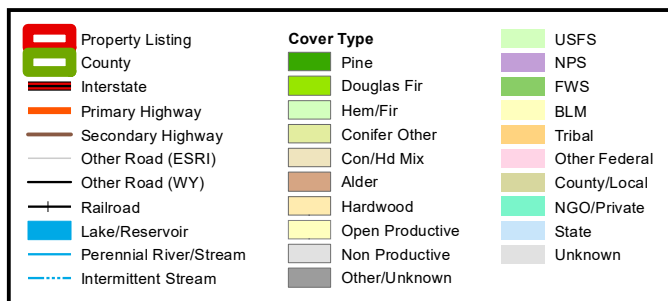 Property Listing
County
Interstate
Primary Highway
Secondary Highway
Other Road (ESRI)
Other Road (WY)
Railroad
Lake/Reservoir
Perennial River/Stream
Intermittent Stream
Cover Type
Pine
Douglas Fir
Hem/Fir
Conifer Other
Con/Hd Mix
Alder
Hardwood
Open Productive
Non Productive
Other/Unknown
USFS
NPS
FWS
BLM
Tribal
Other Federal
County/Local
NGO/Private
State
Unknown